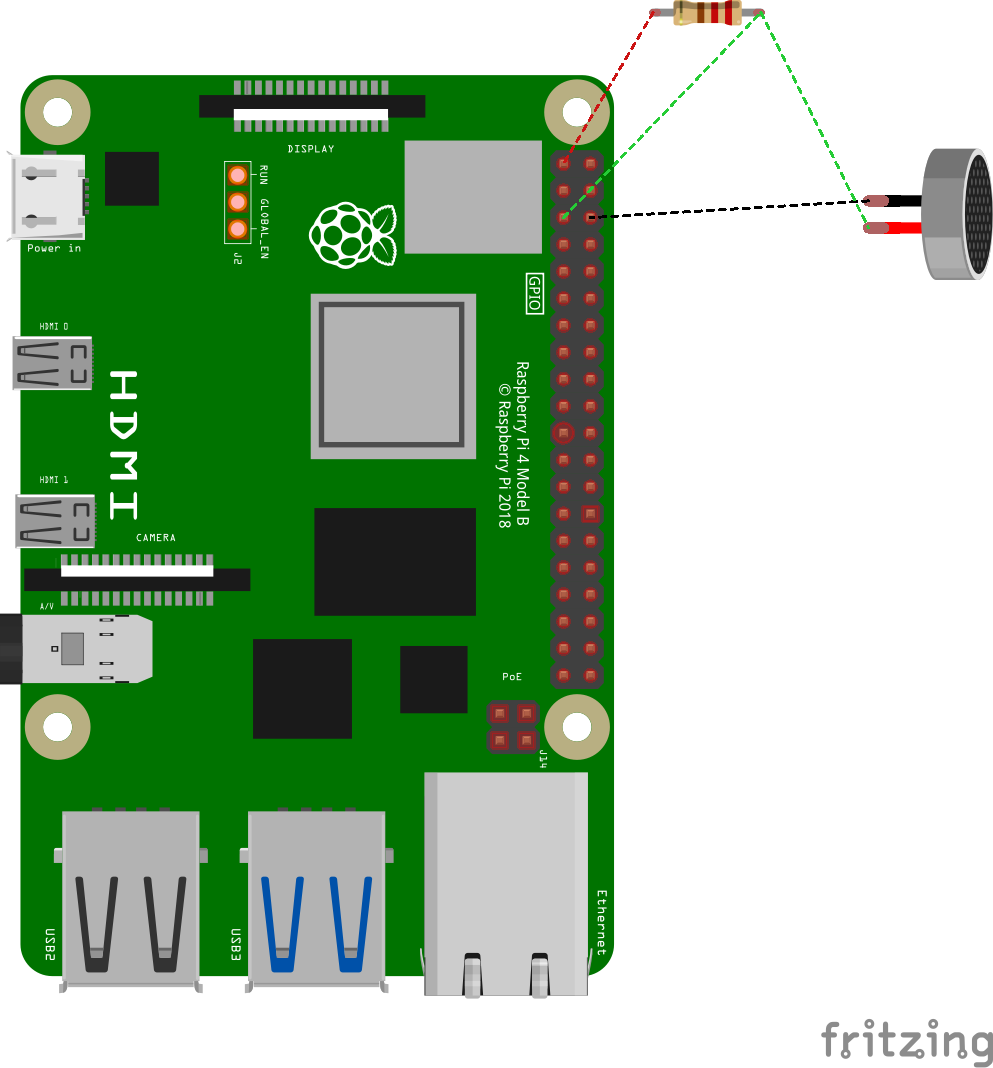 DISPLAY
RUN
GLOBAL_EN
J2
Power in
GPIO
HDMI 0
HDMI
Raspberry Pi 4 Model B
© Raspberry Pi 2018
HDMI 1
CAMERA
A/V
PoE
J14
USB2
USB3
Ethernet
fritzing